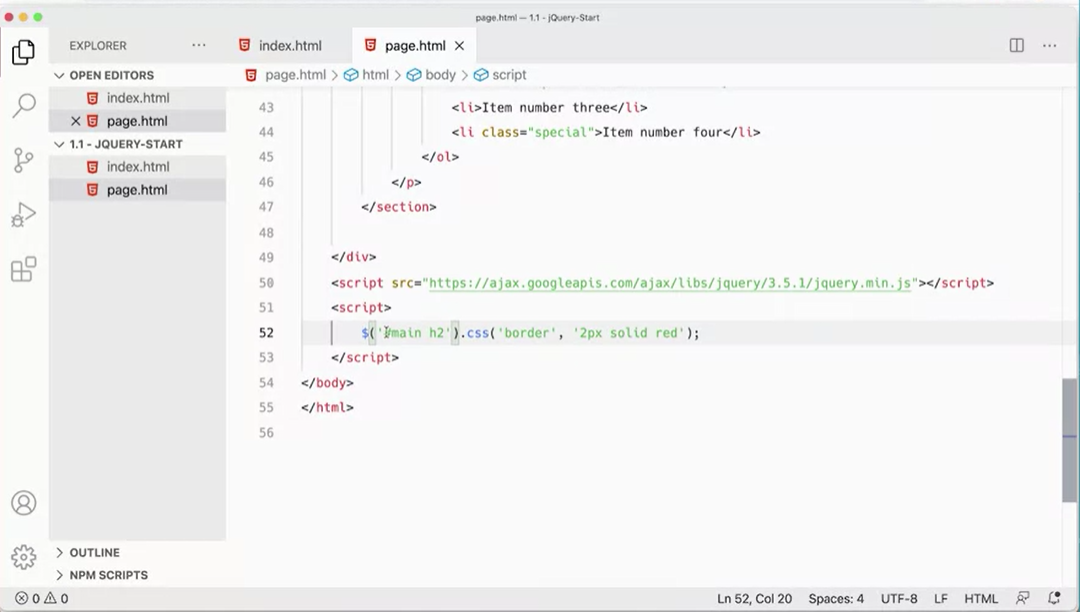 page.html — 1.1 - jQuery-Start
EXPLORER
index.html
page.html
page.html > html > body > script
OPEN EDITORS
index.html
page.html
1.1 - JQUERY-START
index.html
page.html
OUTLINE
NPM SCRIPTS
43 <li>Item number three</li>
44 <li class="special">Item number four</li>
45 </ol>
46 </p>
47 </section>
48
49 </div>
50 <script src="https://ajax.googleapis.com/ajax/libs/jquery/3.5.1/jquery.min.js"></script>
51 <script>
52 $('#main h2').css('border', '2px solid red');
53 </script>
54 </body>
55 </html>
56
0 0
Ln 52, Col 20 Spaces: 4 UTF-8 LF HTML